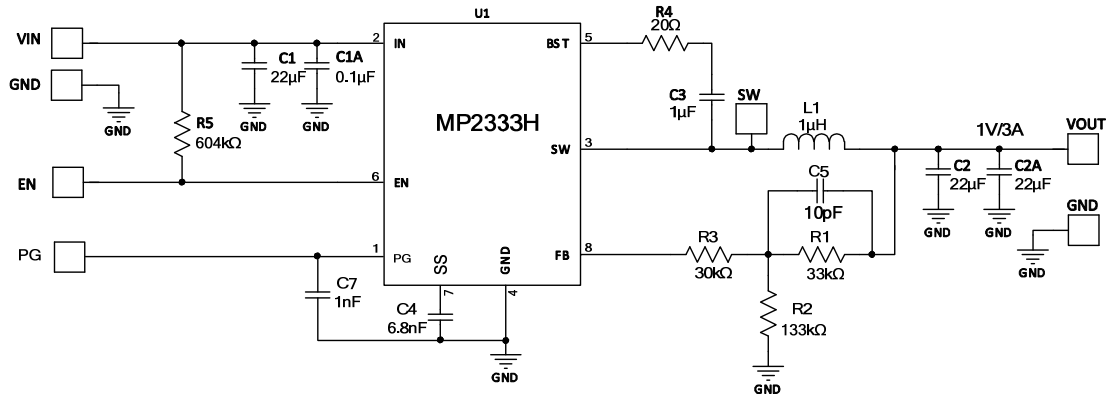 U1
VIN
GND
GND
R5
604kΩ
C1
22µF
GND
C1A
0.1µF
GND
2
IN
BST
5
R4
20Ω
C3
1µF
SW
L1
1µH
MP2333H
SW
3
1V/3A
VOUT
C2
22µF
GND
C2A
22µF
GND
GND
GND
EN
6
EN
C5
10pF
PG
1
PG
SS
GND
FB
8
R3
30kΩ
R1
33kΩ
R2
133kΩ
GND
C7
1nF
C4
6.8nF
7
4
GND